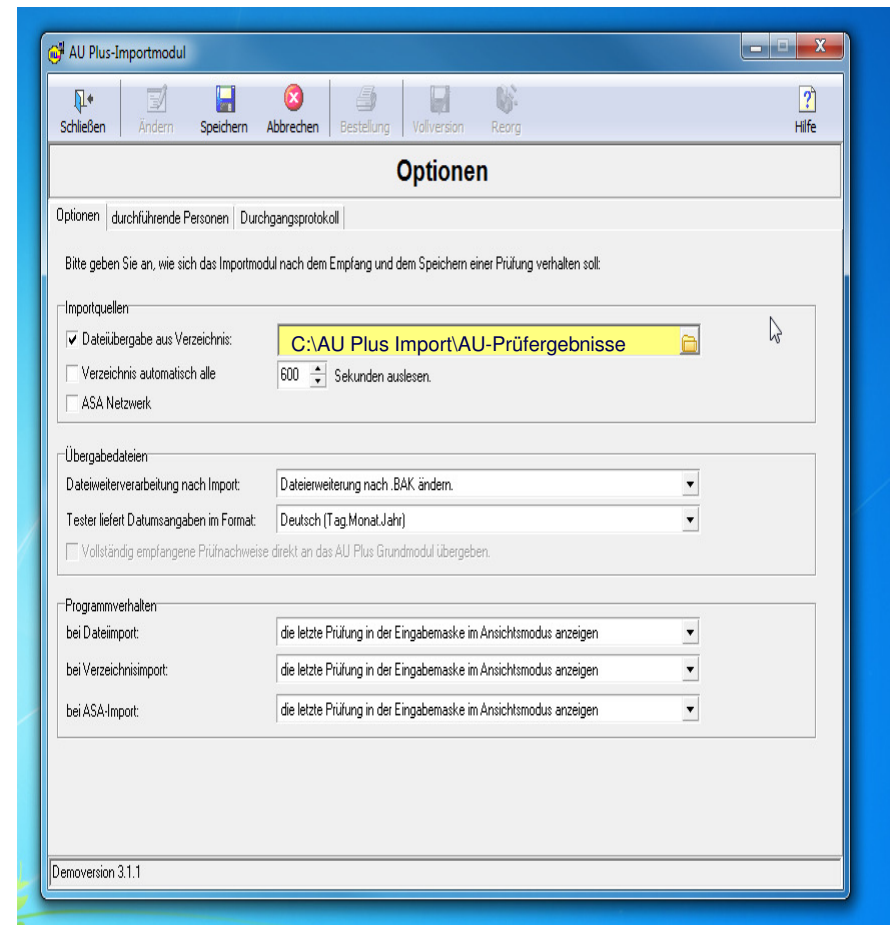 AU Plus-Importmodul
Schließen Ändern Speichern Abbrechen Bestellung Vollversion Reorg Hilfe
Optionen
Optionen durchführende Personen Durchgangsprotokoll
Bitte geben Sie an, wie sich das Importmodul nach dem Empfang und dem Speichern einer Prüfung verhalten soll:
Importquellen
Dateiübergabe aus Verzeichnis: C:\AU Plus Import\AU-Prüfergebnisse
Verzeichnis automatisch alle 600 Sekunden auslesen.
ASA Netzwerk
Übergabedateien
Dateiweiterverarbeitung nach Import: Dateierweiterung nach .BAK ändern.
Tester liefert Datumsangaben im Format: Deutsch (Tag.Monat.Jahr)
Vollständig empfangene Prüfnachweise direkt an das AU Plus Grundmodul übergeben.
Programmverhalten
bei Dateiimport: die letzte Prüfung in der Eingabemaske im Ansichtsmodus anzeigen
bei Verzeichnisimport: die letzte Prüfung in der Eingabemaske im Ansichtsmodus anzeigen
bei ASA-Import: die letzte Prüfung in der Eingabemaske im Ansichtsmodus anzeigen
Demoversion 3.1.1